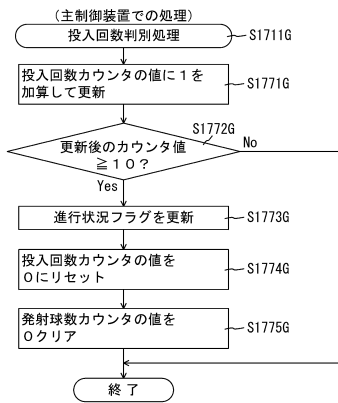 （主制御装置での処理）
投入回数判別処理
S1711G
投入回数カウンタの値に１を
加算して更新
S1771G
S1772G
更新後のカウンタ値
≧１０？
No
Yes
進行状況フラグを更新
S1773G
投入回数カウンタの値を
０にリセット
S1774G
発射球数カウンタの値を
０クリア
S1775G
終了